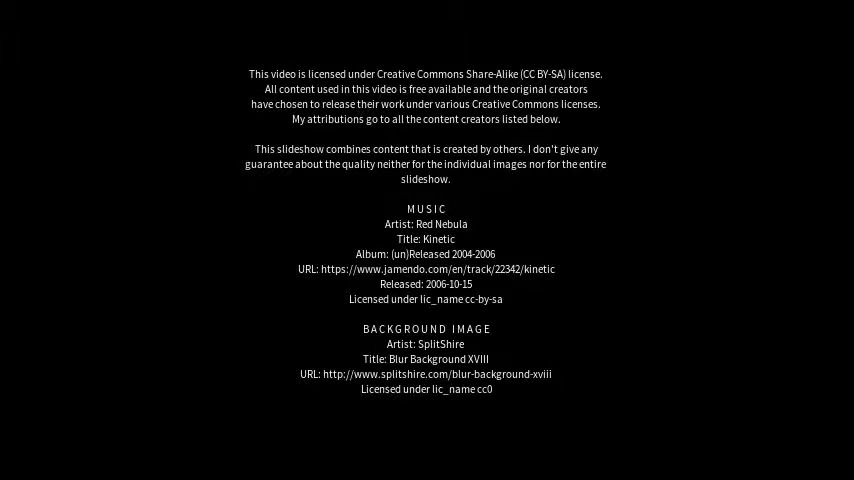 This video is licensed under Creative Commons Share-Alike (CC BY-SA) license.
All content used in this video is free available and the original creators
have chosen to release their work under various Creative Commons licenses.
My attributions go to all the content creators listed below.
This slideshow combines content that is created by others. I don't give any
guarantee about the quality neither for the individual images nor for the entire
slideshow.
MUSIC
Artist: Red Nebula
Title: Kinetic
Album: (un)Released 2004-2006
URL: https://www.jamendo.com/en/track/22342/kinetic
Released: 2006-10-15
Licensed under lic_name cc-by-sa
BACKGROUND IMAGE
Artist: SplitShire
Title: Blur Background XVIII
URL: http://www.splitshire.com/blur-background-xviii
Licensed under lic_name cc0